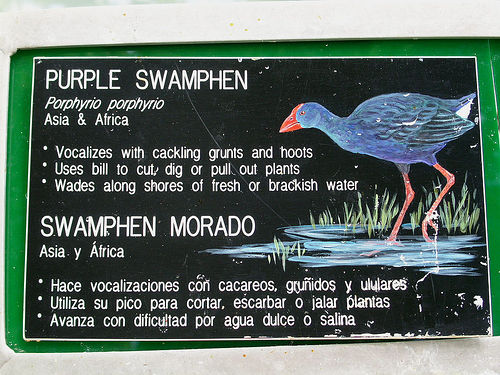 PURPLE SWAMPHEN
Porphyrio porphyrio
Asia & Africa
• Vocalizes with cackling grunts and hoots
• Uses bill to cut, dig or pull out plants
• Wades along shores of fresh or brackish water
SWAMPHEN MORADO
Asia y África
• Hace vocalizaciones con cacareos, gruñidos y ululares
• Utiliza su pico para cortar, escarbar o jalar plantas
• Avanza con dificultad por agua dulce o salina